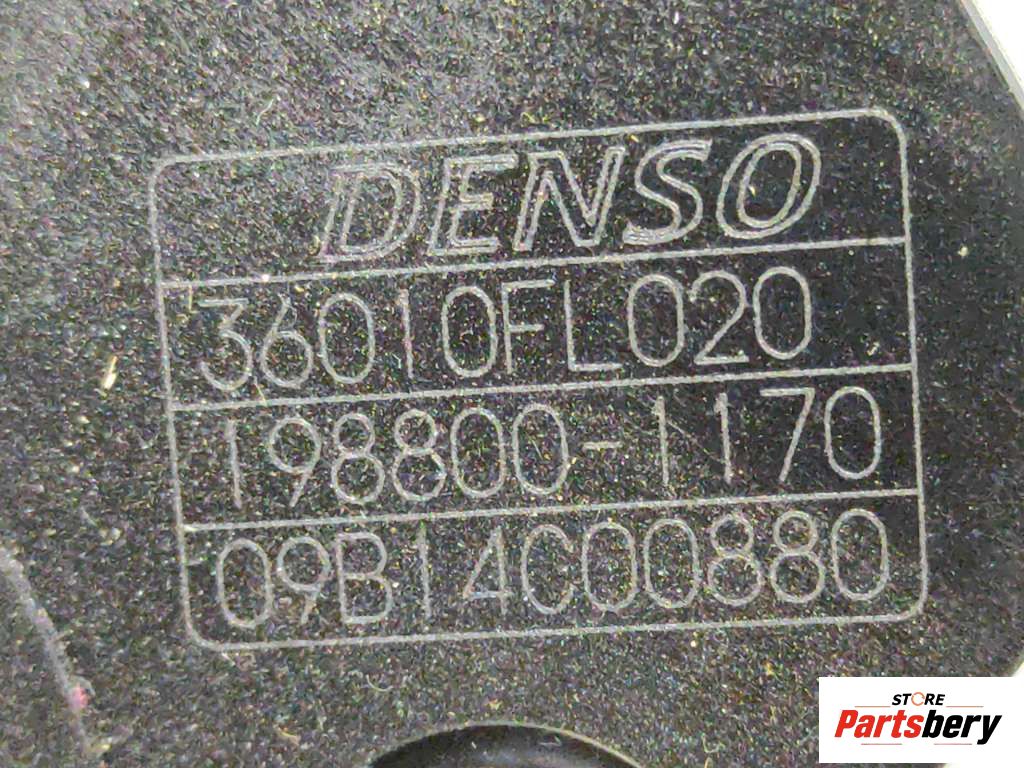 DENSO
36010FL020
198800-1170
09B14C00880
STORE
Partsbery